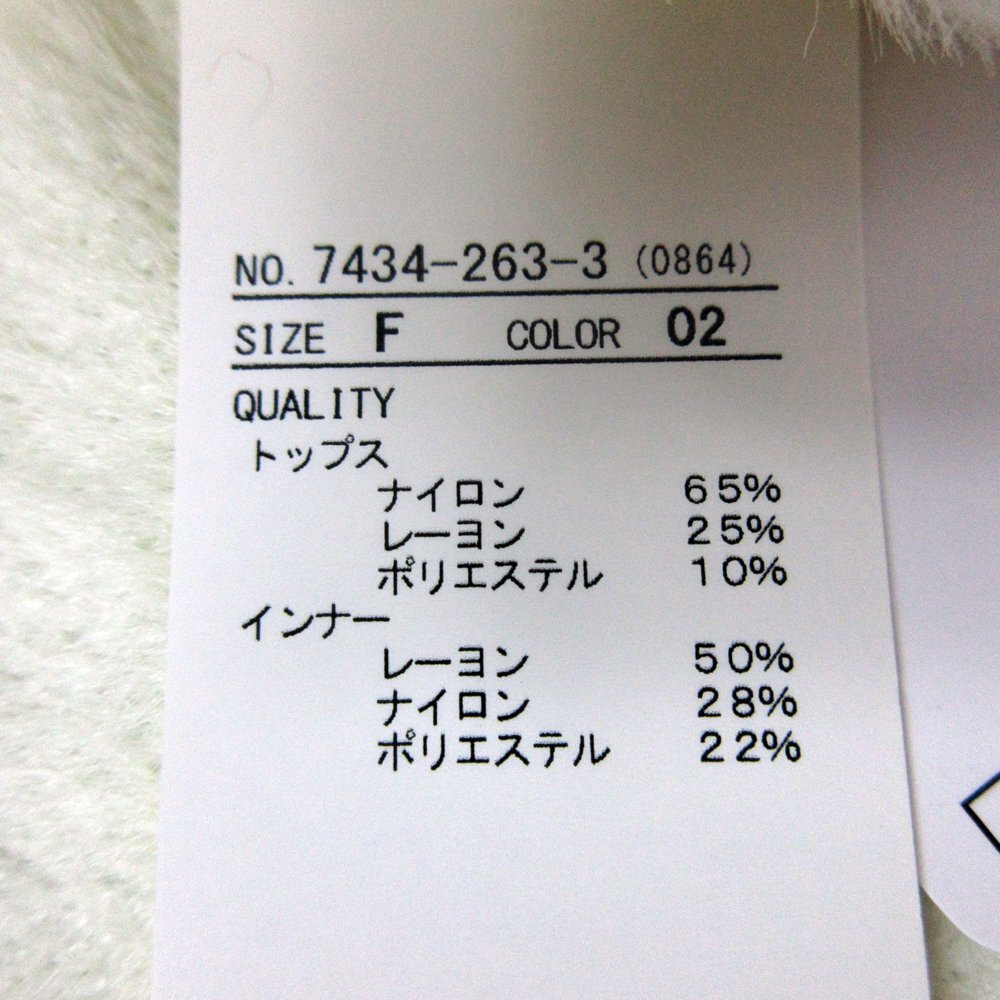 NO. 7434-263-3 (0864)
SIZE F COLOR 02
QUALITY
トップス
ナイロン 65%
レーヨン 25%
ポリエステル 10%
インナー
レーヨン 50%
ナイロン 28%
ポリエステル 22%